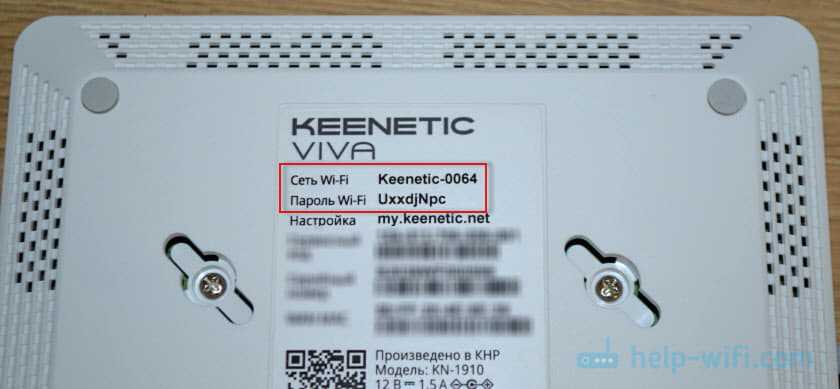 KEENETIC
VIVA
Сеть Wi-Fi Keenetic-0064
Пароль Wi-Fi UxxdjNpc
Настройка my.keenetic.net
Произведено в КНР
Модель: KN-1910
12 В 1.5 А
help-wifi.com